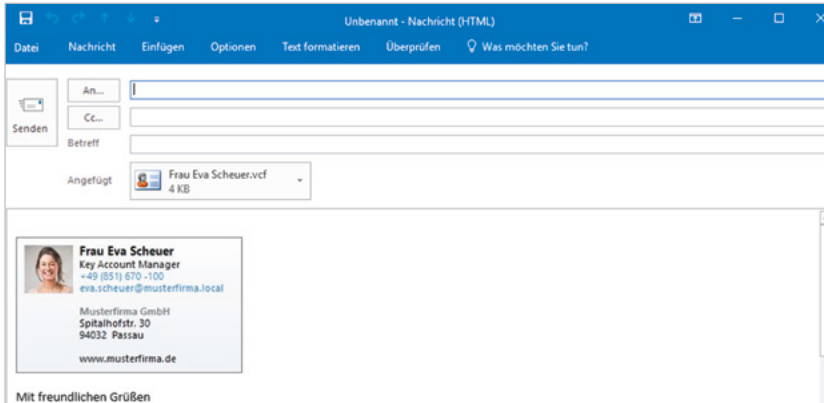 Unbenannt - Nachricht (HTML)
Datei Nachricht Einfügen Optionen Text formatieren Überprüfen Was möchten Sie tun?
Senden
An...
Cc...
Betreff
Angefügt
Frau Eva Scheuer.vcf
4 KB
Frau Eva Scheuer
Key Account Manager
+49 (851) 670 -100
eva.scheuer@musterfirma.local
Musterfirma GmbH
Spitalhofstr. 30
94032 Passau
www.musterfirma.de
Mit freundlichen Grüßen